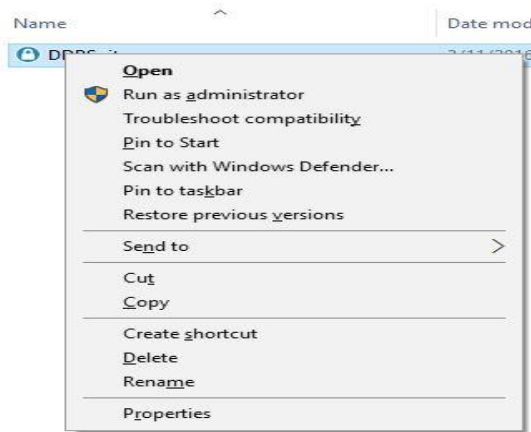 Name Date mod
Open
Run as administrator
Troubleshoot compatibility
Pin to Start
Scan with Windows Defender...
Pin to taskbar
Restore previous versions
Send to
Cut
Copy
Create shortcut
Delete
Rename
Properties